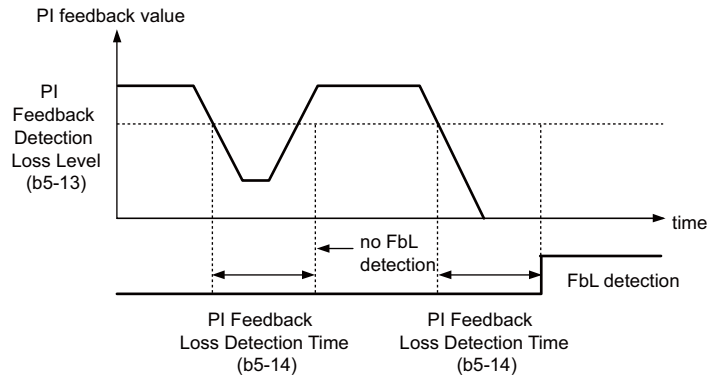 PI feedback value
PI
Feedback
Detection
Loss Level
(b5-13)
time
no FbL
detection
FbL detection
PI Feedback
Loss Detection Time
(b5-14)
PI Feedback
Loss Detection Time
(b5-14)